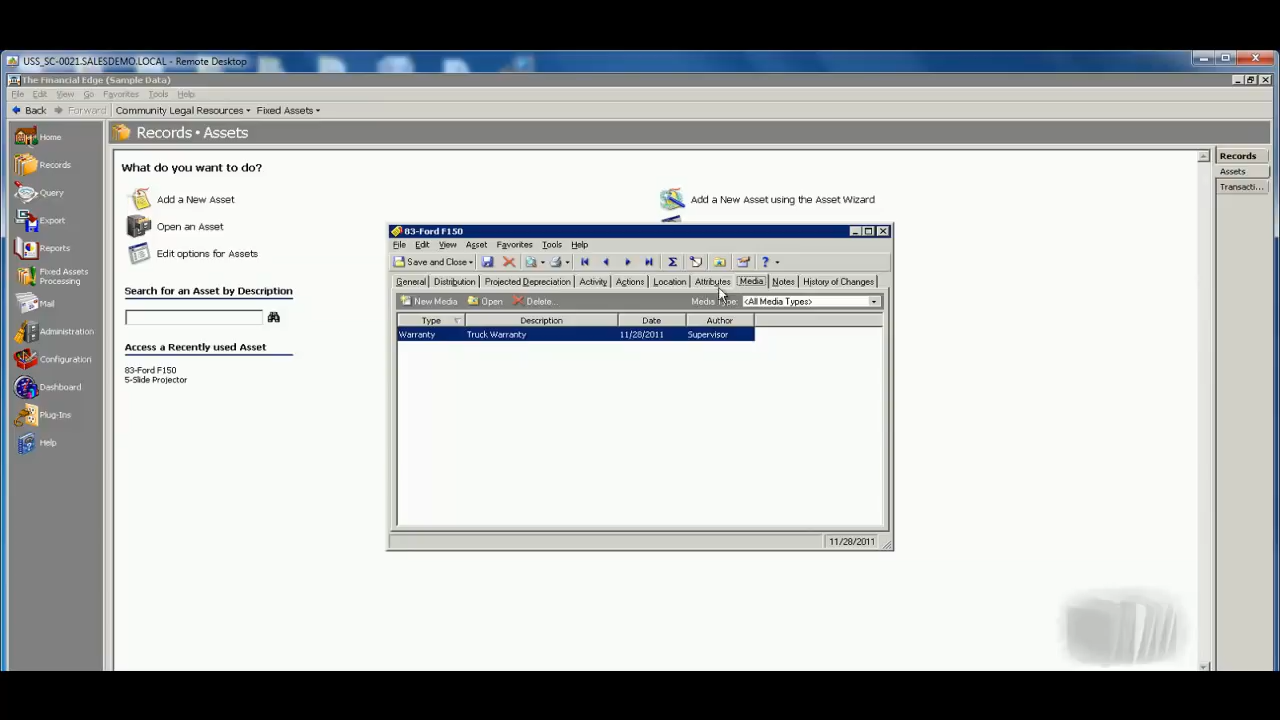 USS_SC-0021.SALESDEMO.LOCAL - Remote Desktop
The Financial Edge (Sample Data)
File Edit View Go Favorites Tools Help
Back Forward Community Legal Resources Fixed Assets
Records • Assets
Home
Records
Query
Export
Reports
Fixed Assets
Processing
Mail
Administration
Configuration
Dashboard
Plug-Ins
Help
What do you want to do?
Add a New Asset
Add a New Asset using the Asset Wizard
Open an Asset
Edit options for Assets
Search for an Asset by Description
Access a Recently used Asset
83-Ford F150
5-Slide Projector
83-Ford F150
File Edit View Asset Favorites Tools Help
Save and Close
General Distribution Projected Depreciation Activity Actions Location Attributes Media Notes History of Changes
New Media Open Delete... Media Type: <All Media Types>
Type Description Date Author
Warranty Truck Warranty 11/28/2011 Supervisor
11/28/2011
Records
Assets
Transacti...